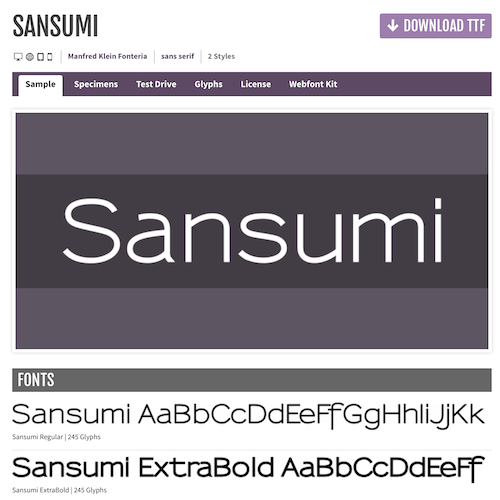 SANSUMI
DOWNLOAD TTF
Manfred Klein Fonteria | sans serif | 2 Styles
Sample Specimens Test Drive Glyphs License Webfont Kit
Sansumi
FONTS
Sansumi AaBbCcDdEeFfGgHhIiJjKk
Sansumi Regular | 245 Glyphs
Sansumi ExtraBold AaBbCcDdEeFf
Sansumi ExtraBold | 245 Glyphs